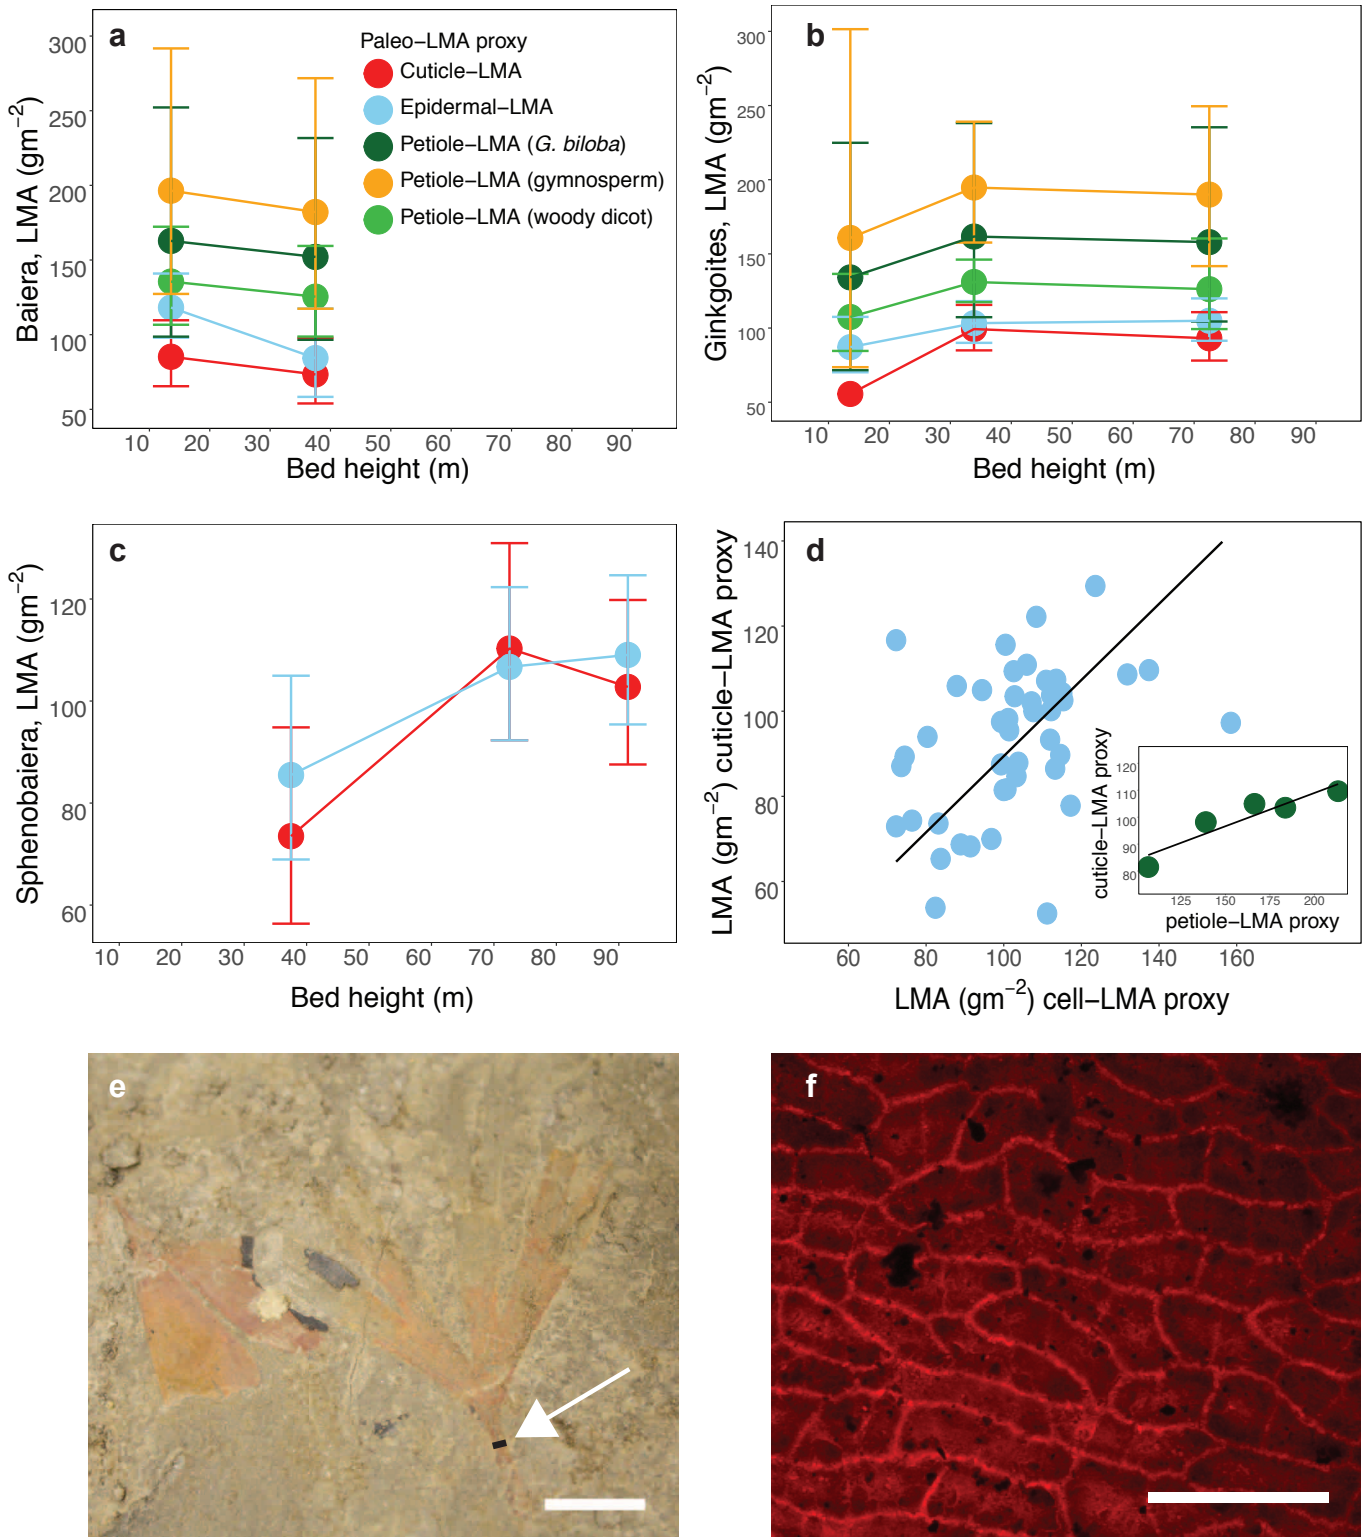 a
Paleo−LMA proxy
Cuticle−LMA
Epidermal−LMA
Petiole−LMA (G. biloba)
Petiole−LMA (gymnosperm)
Petiole−LMA (woody dicot)
300
250
200
150
100
50
Baiera, LMA (gm−2)
10 20 30 40 50 60 70 80 90
Bed height (m)
b
300
250
200
150
100
50
Ginkgoites, LMA (gm−2)
10 20 30 40 50 60 70 80 90
Bed height (m)
c
120
100
80
60
Sphenobaiera, LMA (gm−2)
10 20 30 40 50 60 70 80 90
Bed height (m)
d
140
120
100
80
60
LMA (gm−2) cuticle−LMA proxy
60 80 100 120 140 160
LMA (gm−2) cell−LMA proxy
120
110
100
90
80
cuticle−LMA proxy
125 150 175 200
petiole−LMA proxy
e
f